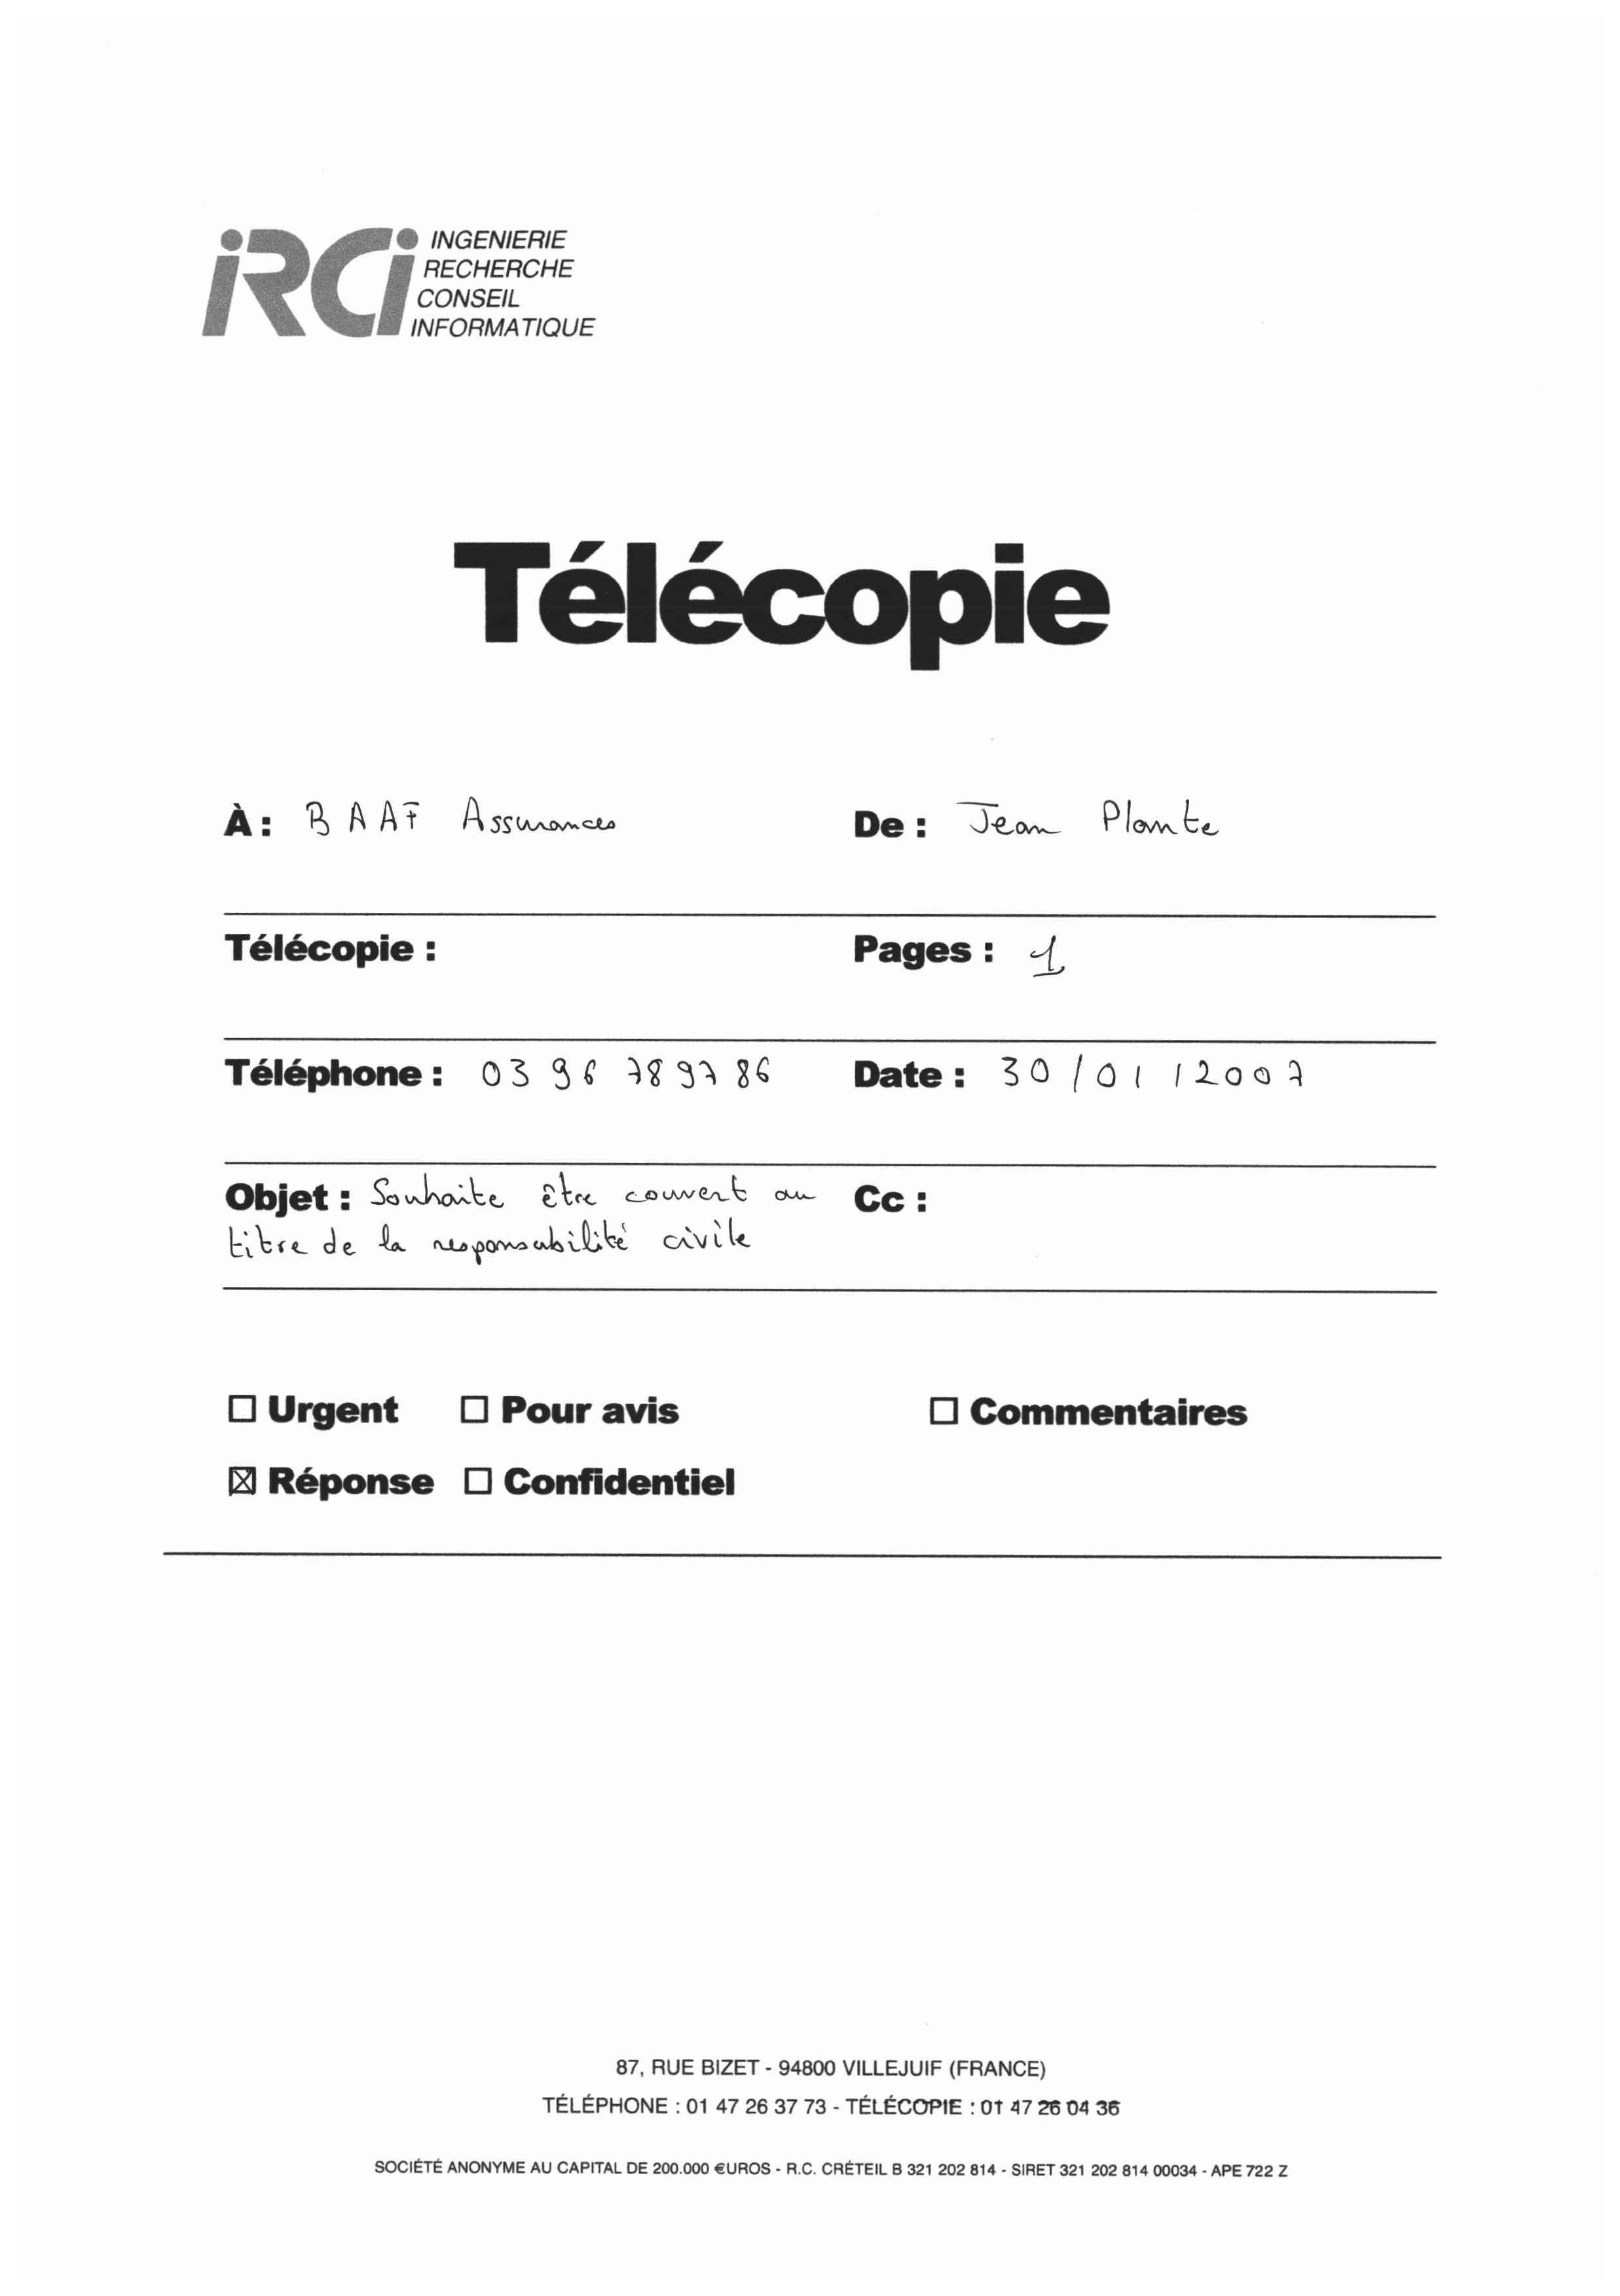 iRCi
INGENIERIE
RECHERCHE
CONSEIL
INFORMATIQUE
Télécopie
À : BAAF Assurances De : Jean Plante
Télécopie : Pages : 1
Téléphone : 03 96 78 97 86 Date : 30/01/2007
Objet : Souhaite être couvert au Cc :
titre de la responsabilité civile
☐ Urgent ☐ Pour avis ☐ Commentaires
☒ Réponse ☐ Confidentiel
87, RUE BIZET - 94800 VILLEJUIF (FRANCE)
TÉLÉPHONE : 01 47 26 37 73 - TÉLÉCOPIE : 01 47 26 04 36
SOCIÉTÉ ANONYME AU CAPITAL DE 200.000 €UROS - R.C. CRÉTEIL B 321 202 814 - SIRET 321 202 814 00034 - APE 722 Z